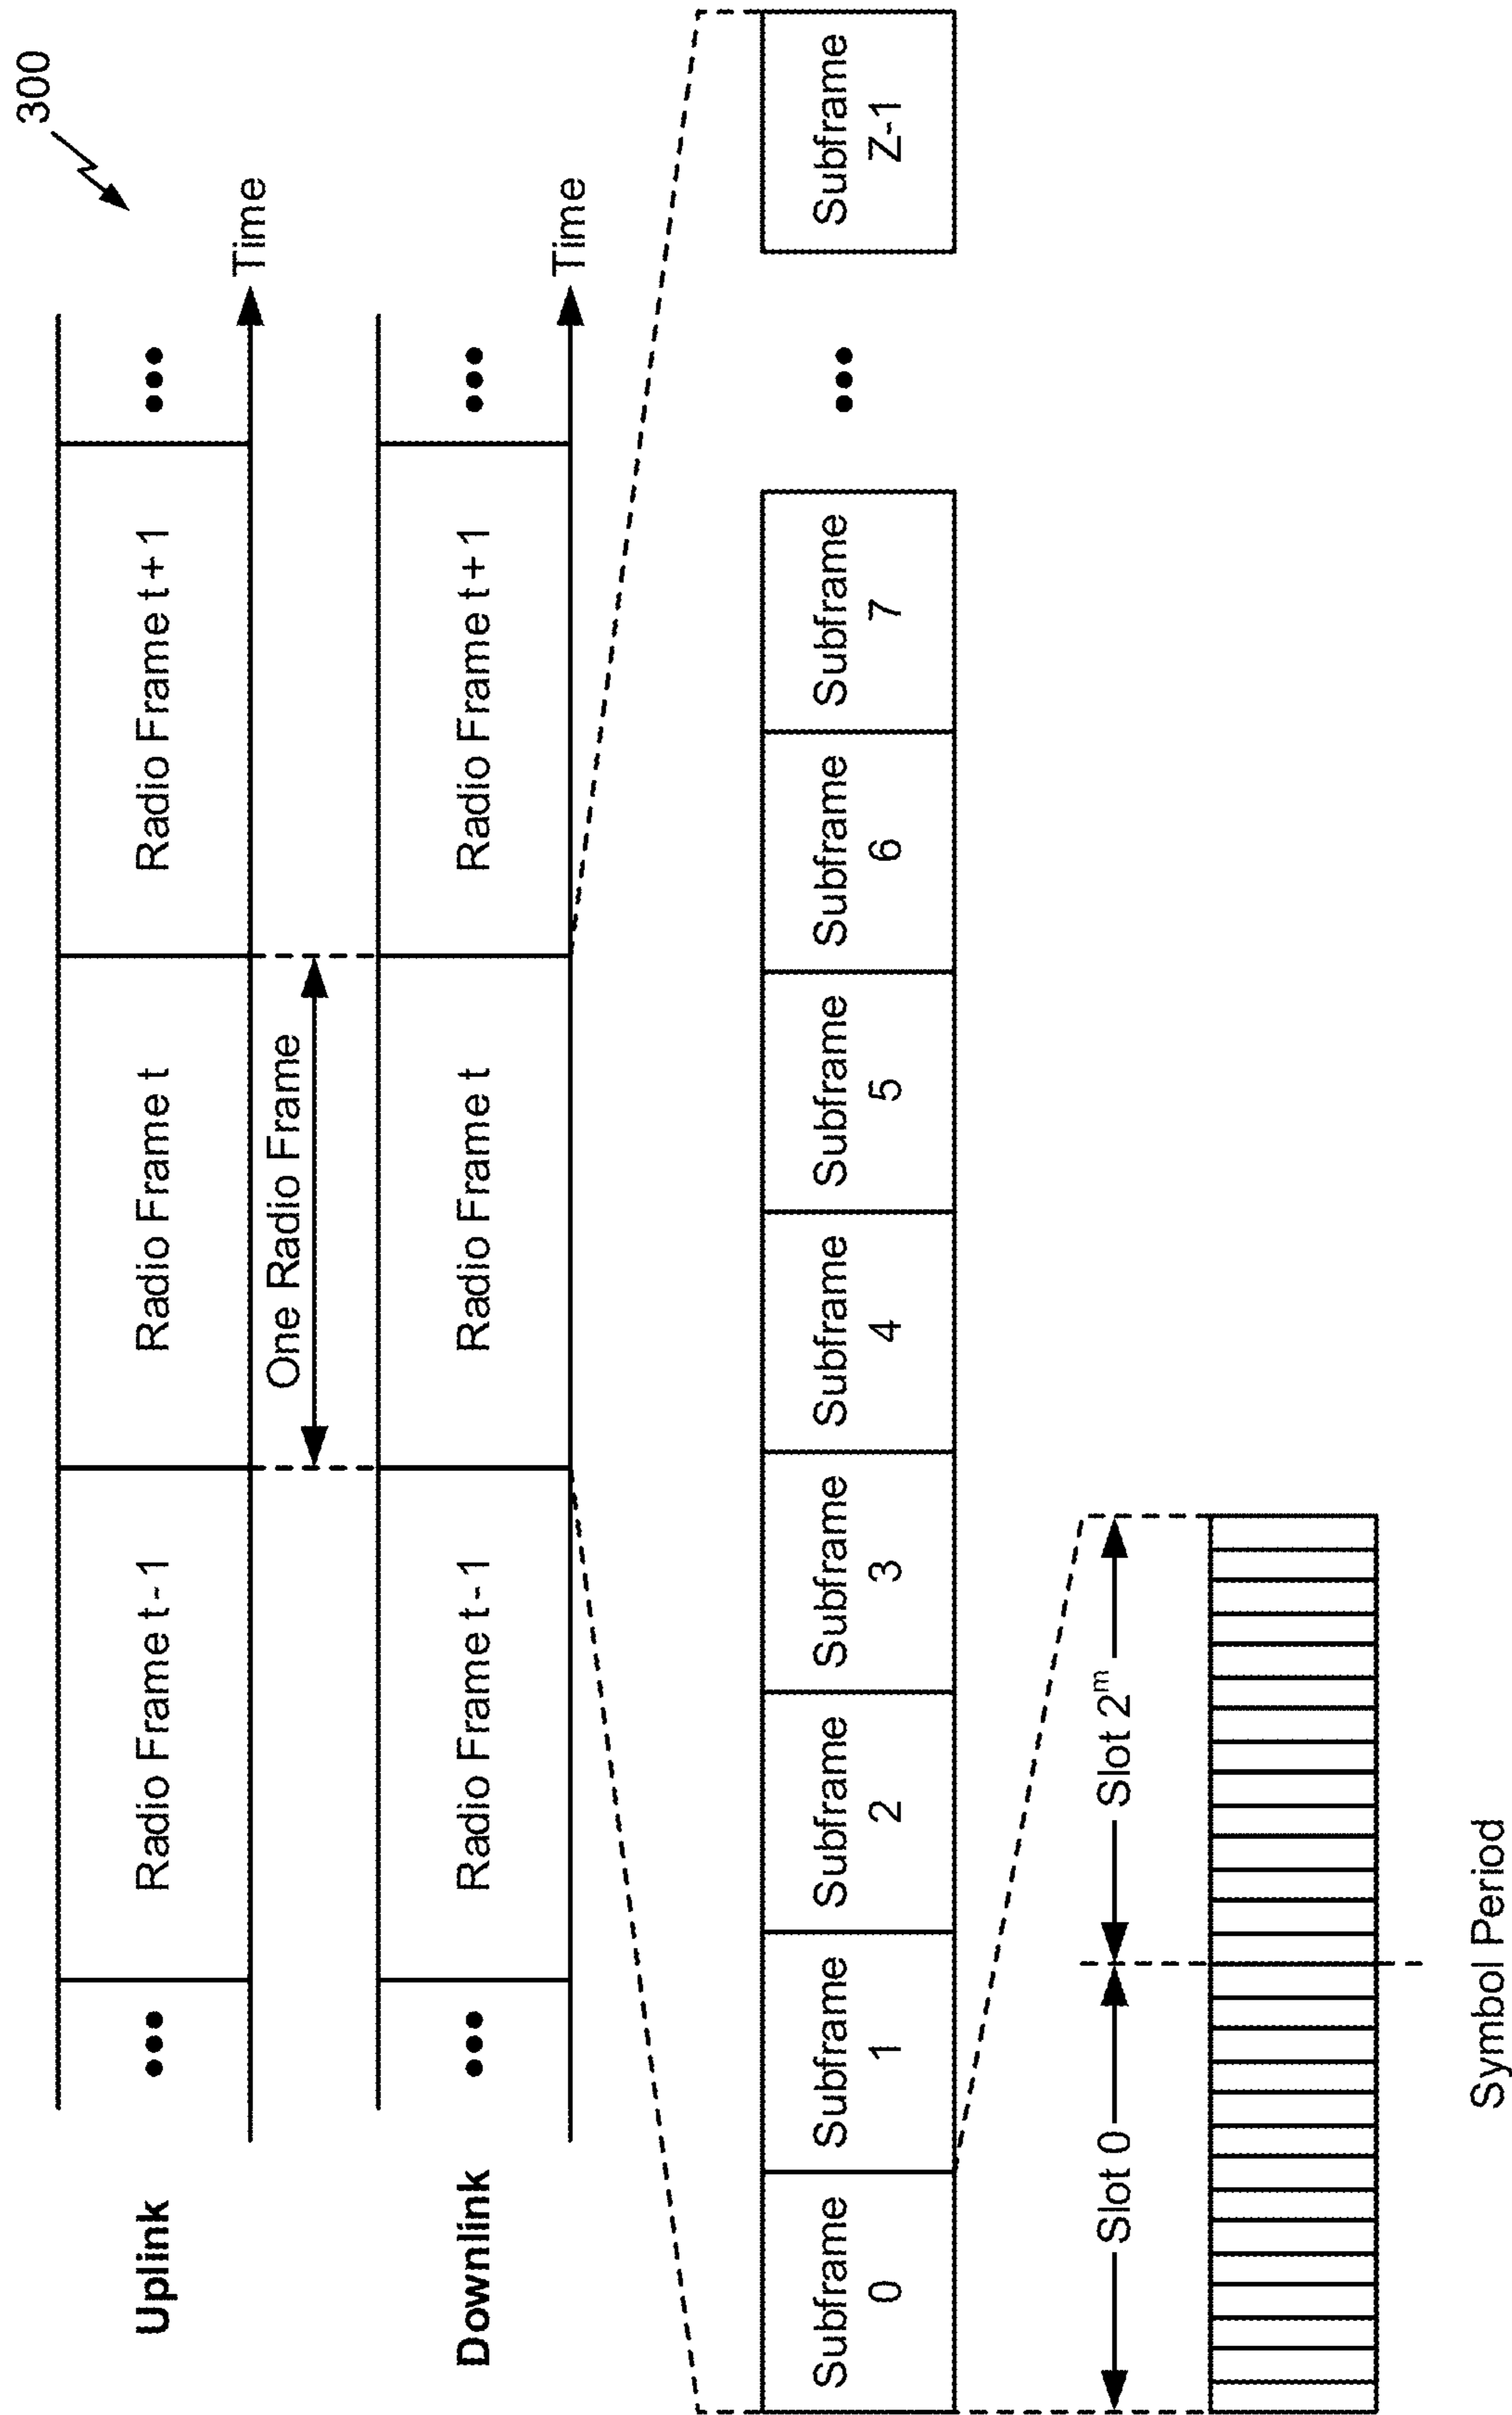 300
Uplink
•••
Radio Frame t-1
Radio Frame t
Radio Frame t+1
•••
Time
One Radio Frame
Downlink
•••
Radio Frame t-1
Radio Frame t
Radio Frame t+1
•••
Time
Subframe
0
Subframe
1
Subframe
2
Subframe
3
Subframe
4
Subframe
5
Subframe
6
Subframe
7
•••
Subframe
Z-1
Slot 0
Slot 2ᵐ
Symbol Period